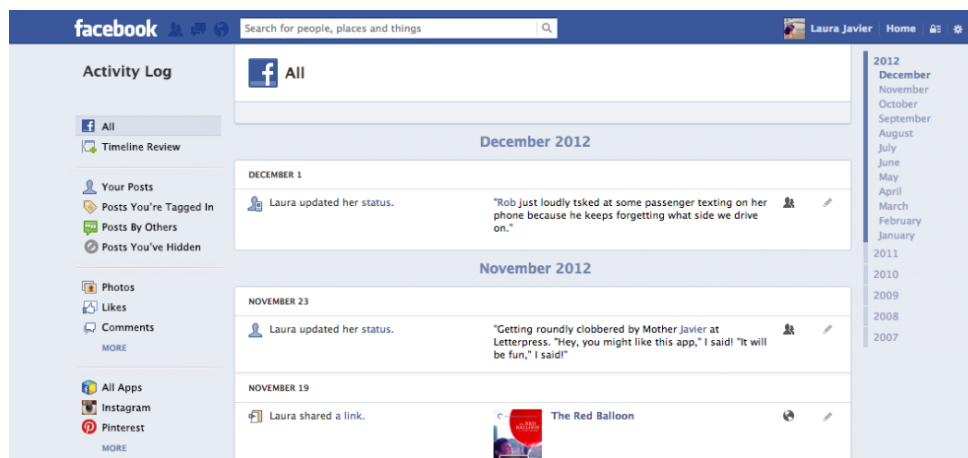 facebook
Search for people, places and things
Laura Javier
Home
Activity Log
All
Timeline Review
Your Posts
Posts You're Tagged In
Posts By Others
Posts You've Hidden
Photos
Likes
Comments
MORE
All Apps
Instagram
Pinterest
MORE
All
December 2012
DECEMBER 1
Laura updated her status.
"Rob just loudly tsked at some passenger texting on her
phone because he keeps forgetting what side we drive
on."
November 2012
NOVEMBER 23
Laura updated her status.
"Getting roundly clobbered by Mother Javier at
Letterpress. "Hey, you might like this app," I said! "It will
be fun," I said!"
NOVEMBER 19
Laura shared a link.
The Red Balloon
2012
December
November
October
September
August
July
June
May
April
March
February
January
2011
2010
2009
2008
2007